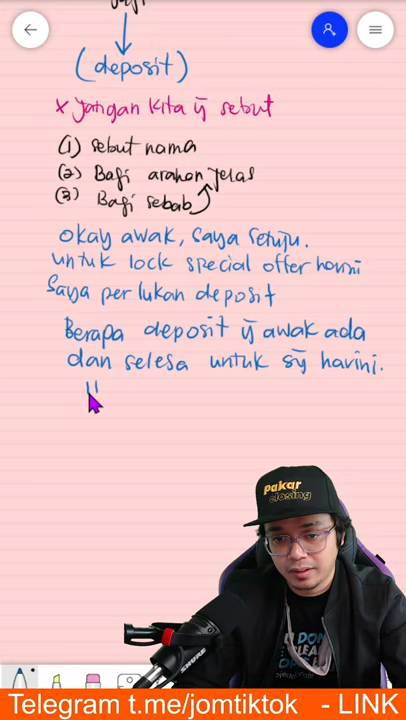 (deposit)
x jangan kita ӯ sebut
(1) sebut nama
(2) Bagi arahan jelas
(3) Bagi sebab
okay awak, saya setuju.
untuk lock special offer harini
saya perlukan deposit
Berapa deposit ӯ awak ada
dan selesa untuk sӯ harini.
pakar
closing
SHURE
Telegram t.me/jomtiktok - LINK